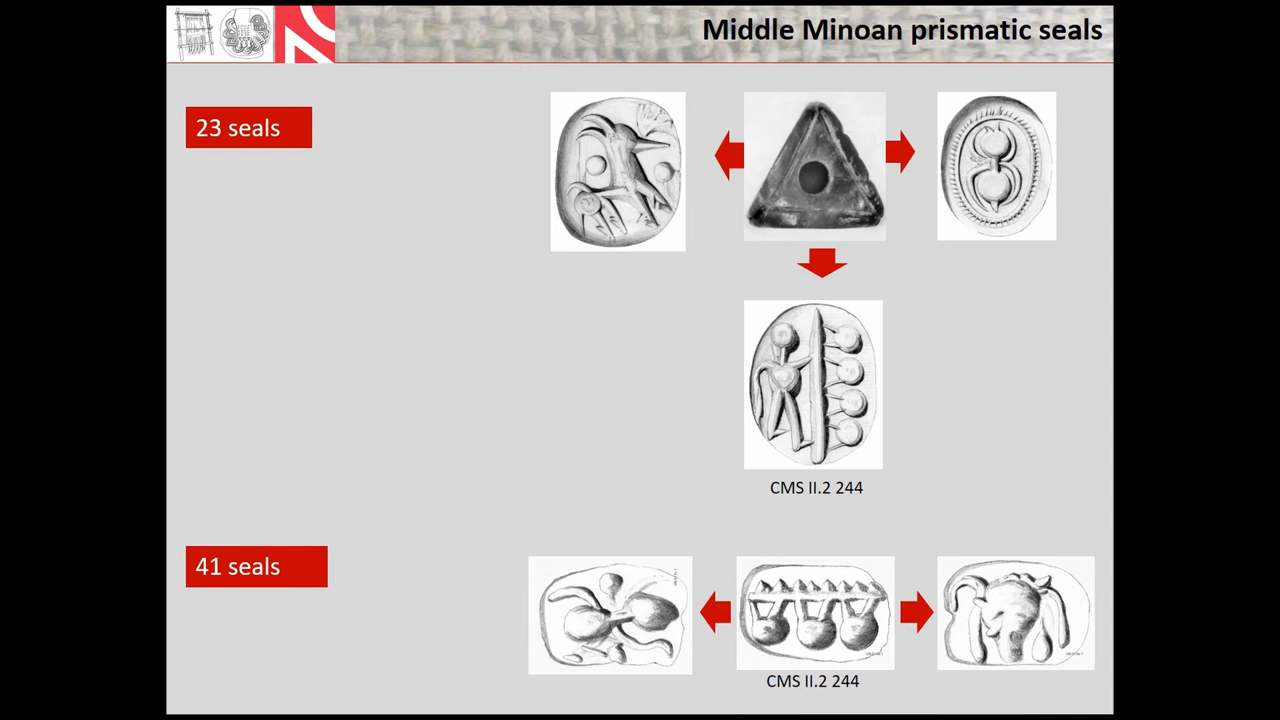 Middle Minoan prismatic seals
23 seals
CMS II.2 244
41 seals
CMS II.2 244